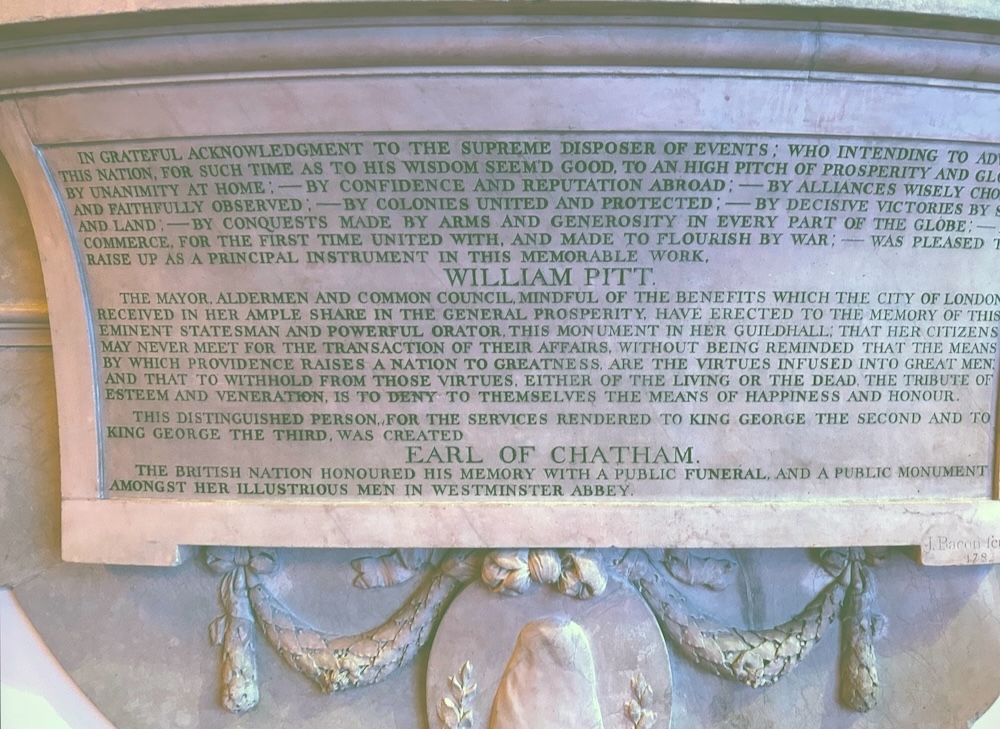 IN GRATEFUL ACKNOWLEDGMENT TO THE SUPREME DISPOSER OF EVENTS; WHO INTENDING TO AD
THIS NATION, FOR SUCH TIME AS TO HIS WISDOM SEEM'D GOOD, TO AN HIGH PITCH OF PROSPERITY AND GLO
BY UNANIMITY AT HOME; — BY CONFIDENCE AND REPUTATION ABROAD; — BY ALLIANCES WISELY CHO
AND FAITHFULLY OBSERVED; — BY COLONIES UNITED AND PROTECTED; — BY DECISIVE VICTORIES BY S
AND LAND; — BY CONQUESTS MADE BY ARMS AND GENEROSITY IN EVERY PART OF THE GLOBE; —
COMMERCE, FOR THE FIRST TIME UNITED WITH, AND MADE TO FLOURISH BY WAR; — WAS PLEASED T
RAISE UP AS A PRINCIPAL INSTRUMENT IN THIS MEMORABLE WORK,
WILLIAM PITT.
THE MAYOR, ALDERMEN AND COMMON COUNCIL, MINDFUL OF THE BENEFITS WHICH THE CITY OF LONDON
RECEIVED IN HER AMPLE SHARE IN THE GENERAL PROSPERITY, HAVE ERECTED TO THE MEMORY OF THIS
EMINENT STATESMAN AND POWERFUL ORATOR, THIS MONUMENT IN HER GUILDHALL; THAT HER CITIZENS
MAY NEVER MEET FOR THE TRANSACTION OF THEIR AFFAIRS, WITHOUT BEING REMINDED THAT THE MEANS
BY WHICH PROVIDENCE RAISES A NATION TO GREATNESS, ARE THE VIRTUES INFUSED INTO GREAT MEN;
AND THAT TO WITHHOLD FROM THOSE VIRTUES, EITHER OF THE LIVING OR THE DEAD, THE TRIBUTE OF
ESTEEM AND VENERATION, IS TO DENY TO THEMSELVES THE MEANS OF HAPPINESS AND HONOUR.
THIS DISTINGUISHED PERSON, FOR THE SERVICES RENDERED TO KING GEORGE THE SECOND AND TO
KING GEORGE THE THIRD, WAS CREATED
EARL OF CHATHAM.
THE BRITISH NATION HONOURED HIS MEMORY WITH A PUBLIC FUNERAL, AND A PUBLIC MONUMENT
AMONGST HER ILLUSTRIOUS MEN IN WESTMINSTER ABBEY.
J. Bacon fec
178